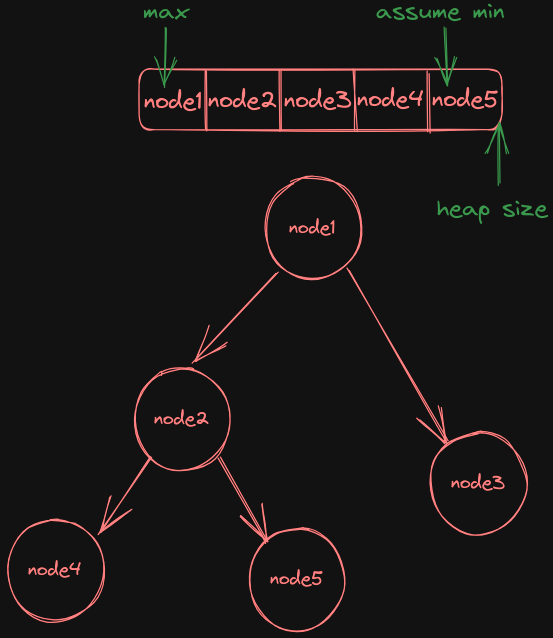 max
assume min
node1 node2 node3 node4 node5
heap size
node1
node2
node3
node4
node5